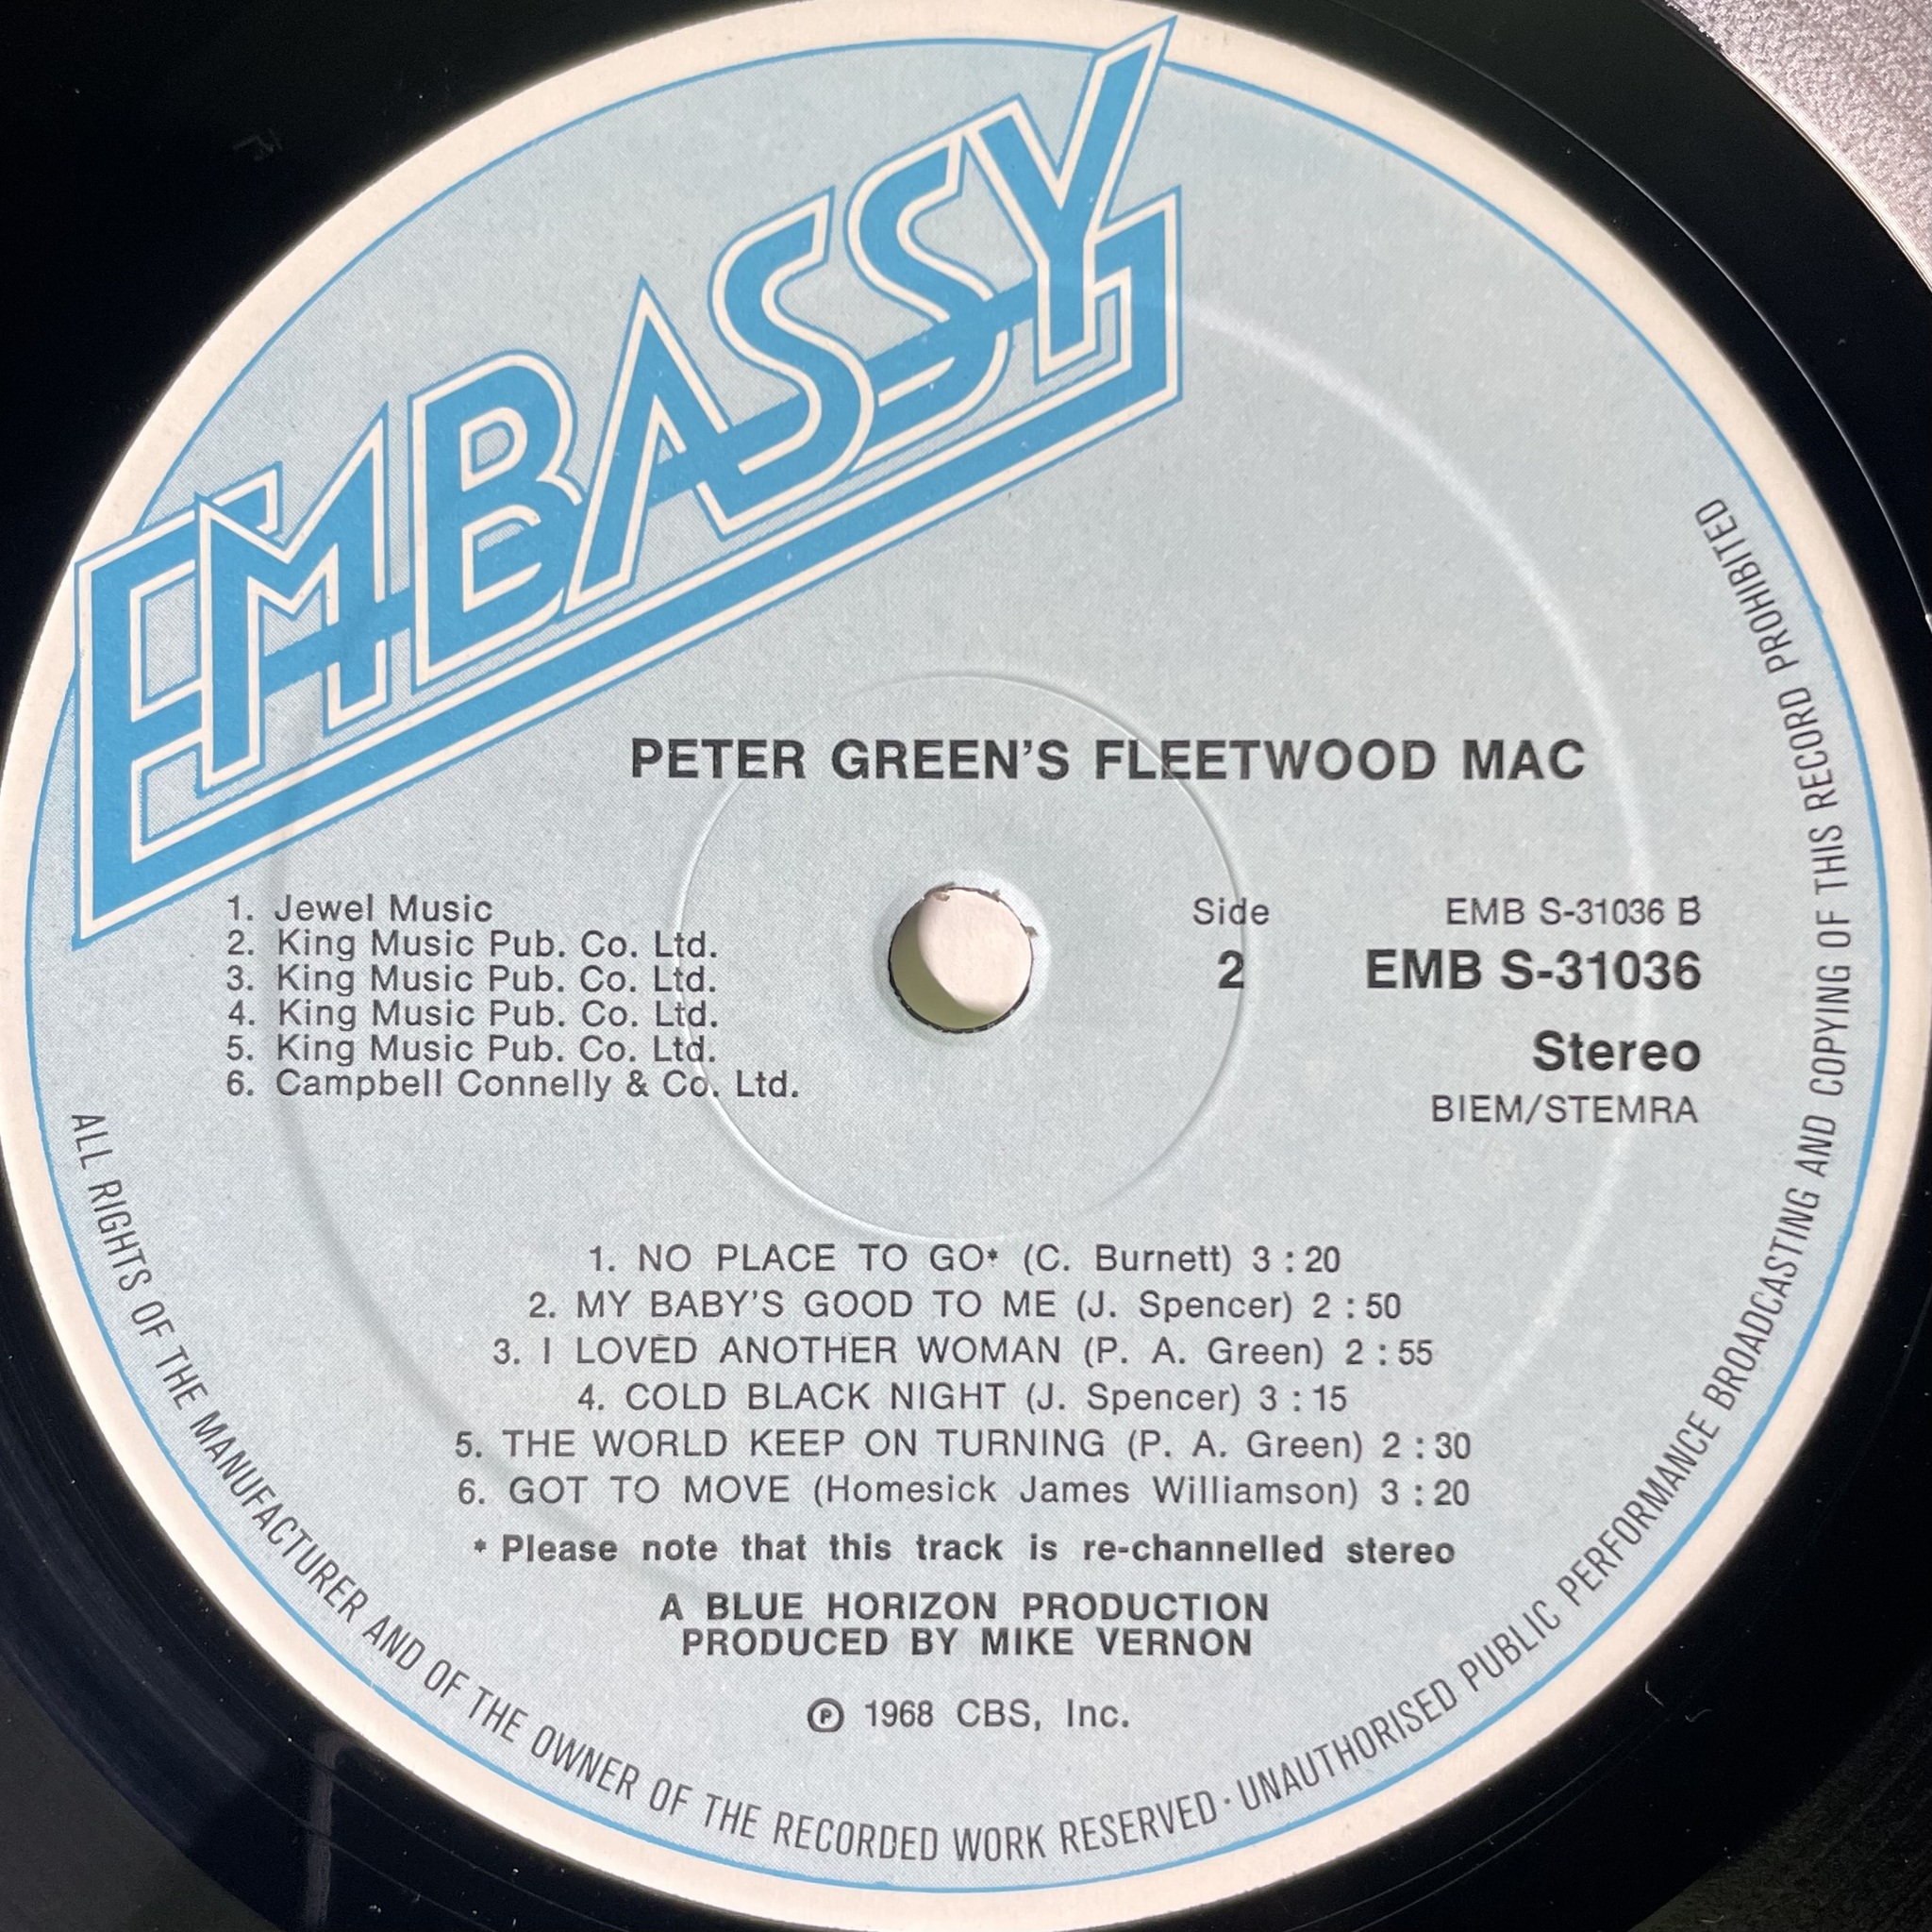 EMBASSY
PETER GREEN'S FLEETWOOD MAC
1. Jewel Music
2. King Music Pub. Co. Ltd.
3. King Music Pub. Co. Ltd.
4. King Music Pub. Co. Ltd.
5. King Music Pub. Co. Ltd.
6. Campbell Connelly & Co. Ltd.
Side
2
EMB S-31036 B
EMB S-31036
Stereo
BIEM/STEMRA
1. NO PLACE TO GO* (C. Burnett) 3 : 20
2. MY BABY'S GOOD TO ME (J. Spencer) 2 : 50
3. I LOVED ANOTHER WOMAN (P. A. Green) 2 : 55
4. COLD BLACK NIGHT (J. Spencer) 3 : 15
5. THE WORLD KEEP ON TURNING (P. A. Green) 2 : 30
6. GOT TO MOVE (Homesick James Williamson) 3 : 20
* Please note that this track is re-channelled stereo
A BLUE HORIZON PRODUCTION
PRODUCED BY MIKE VERNON
℗ 1968 CBS, Inc.
ALL RIGHTS OF THE MANUFACTURER AND OF THE OWNER OF THE RECORDED WORK RESERVED · UNAUTHORISED PUBLIC PERFORMANCE BROADCASTING AND COPYING OF THIS RECORD PROHIBITED